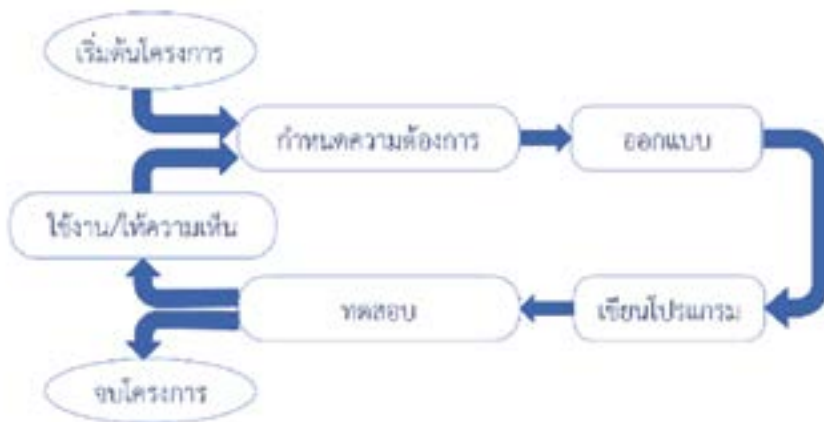 เริ่มต้นโครงการ
กำหนดความต้องการ
ออกแบบ
ใช้งาน/ให้ความเห็น
ทดสอบ
เขียนโปรแกรม
จบโครงการ